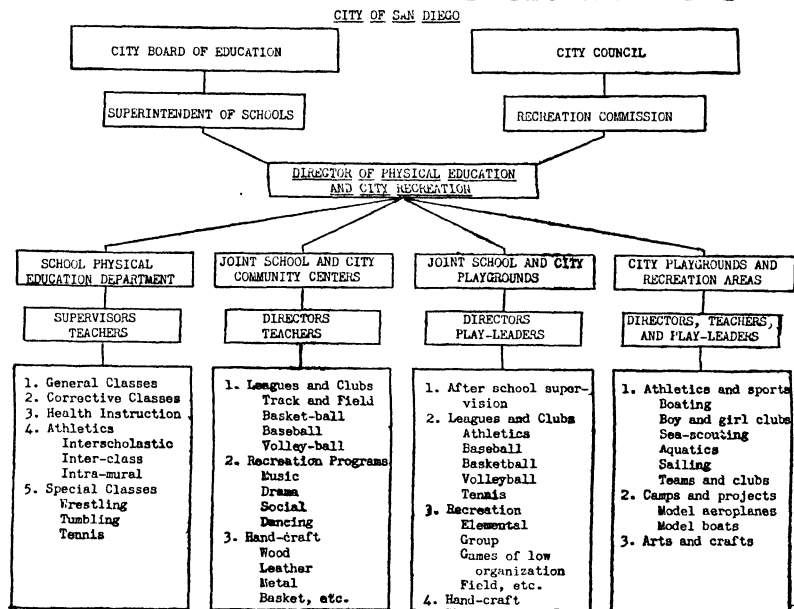 CITY OF SAN DIEGO
CITY BOARD OF EDUCATION
CITY COUNCIL
SUPERINTENDENT OF SCHOOLS
RECREATION COMMISSION
DIRECTOR OF PHYSICAL EDUCATION
AND CITY RECREATION
SCHOOL PHYSICAL
EDUCATION DEPARTMENT
SUPERVISORS
TEACHERS
1. General Classes
2. Corrective Classes
3. Health Instruction
4. Athletics
Interscholastic
Inter-class
Intra-mural
5. Special Classes
Wrestling
Tumbling
Tennis
JOINT SCHOOL AND CITY
COMMUNITY CENTERS
DIRECTORS
TEACHERS
1. Leagues and Clubs
Track and Field
Basket-ball
Baseball
Volley-ball
2. Recreation Programs
Music
Drama
Social
Dancing
3. Hand-craft
Wood
Leather
Metal
Basket, etc.
JOINT SCHOOL AND CITY
PLAYGROUNDS
DIRECTORS
PLAY-LEADERS
1. After school super-
vision
2. Leagues and Clubs
Athletics
Baseball
Basketball
Volleyball
Tennis
3. Recreation
Elemental
Group
Games of low
organization
Field, etc.
4. Hand-craft
CITY PLAYGROUNDS AND
RECREATION AREAS
DIRECTORS, TEACHERS,
AND PLAY-LEADERS
1. Athletics and sports
Boating
Boy and girl clubs
Sea-scouting
Aquatics
Sailing
Teams and clubs
2. Camps and projects
Model aeroplanes
Model boats
3. Arts and crafts